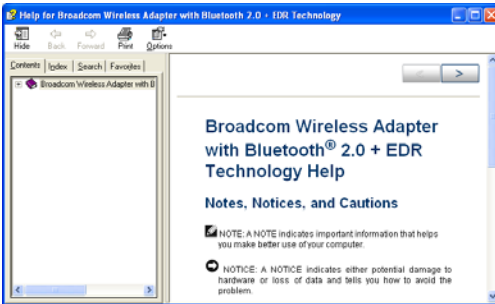 Help for Broadcom Wireless Adapter with Bluetooth 2.0 + EDR Technology
Hide Back Forward Print Options
Contents Index Search Favorites
Broadcom Wireless Adapter with B
< >
Broadcom Wireless Adapter
with Bluetooth® 2.0 + EDR
Technology Help
Notes, Notices, and Cautions
NOTE: A NOTE indicates important information that helps
you make better use of your computer.
NOTICE: A NOTICE indicates either potential damage to
hardware or loss of data and tells you how to avoid the
problem.